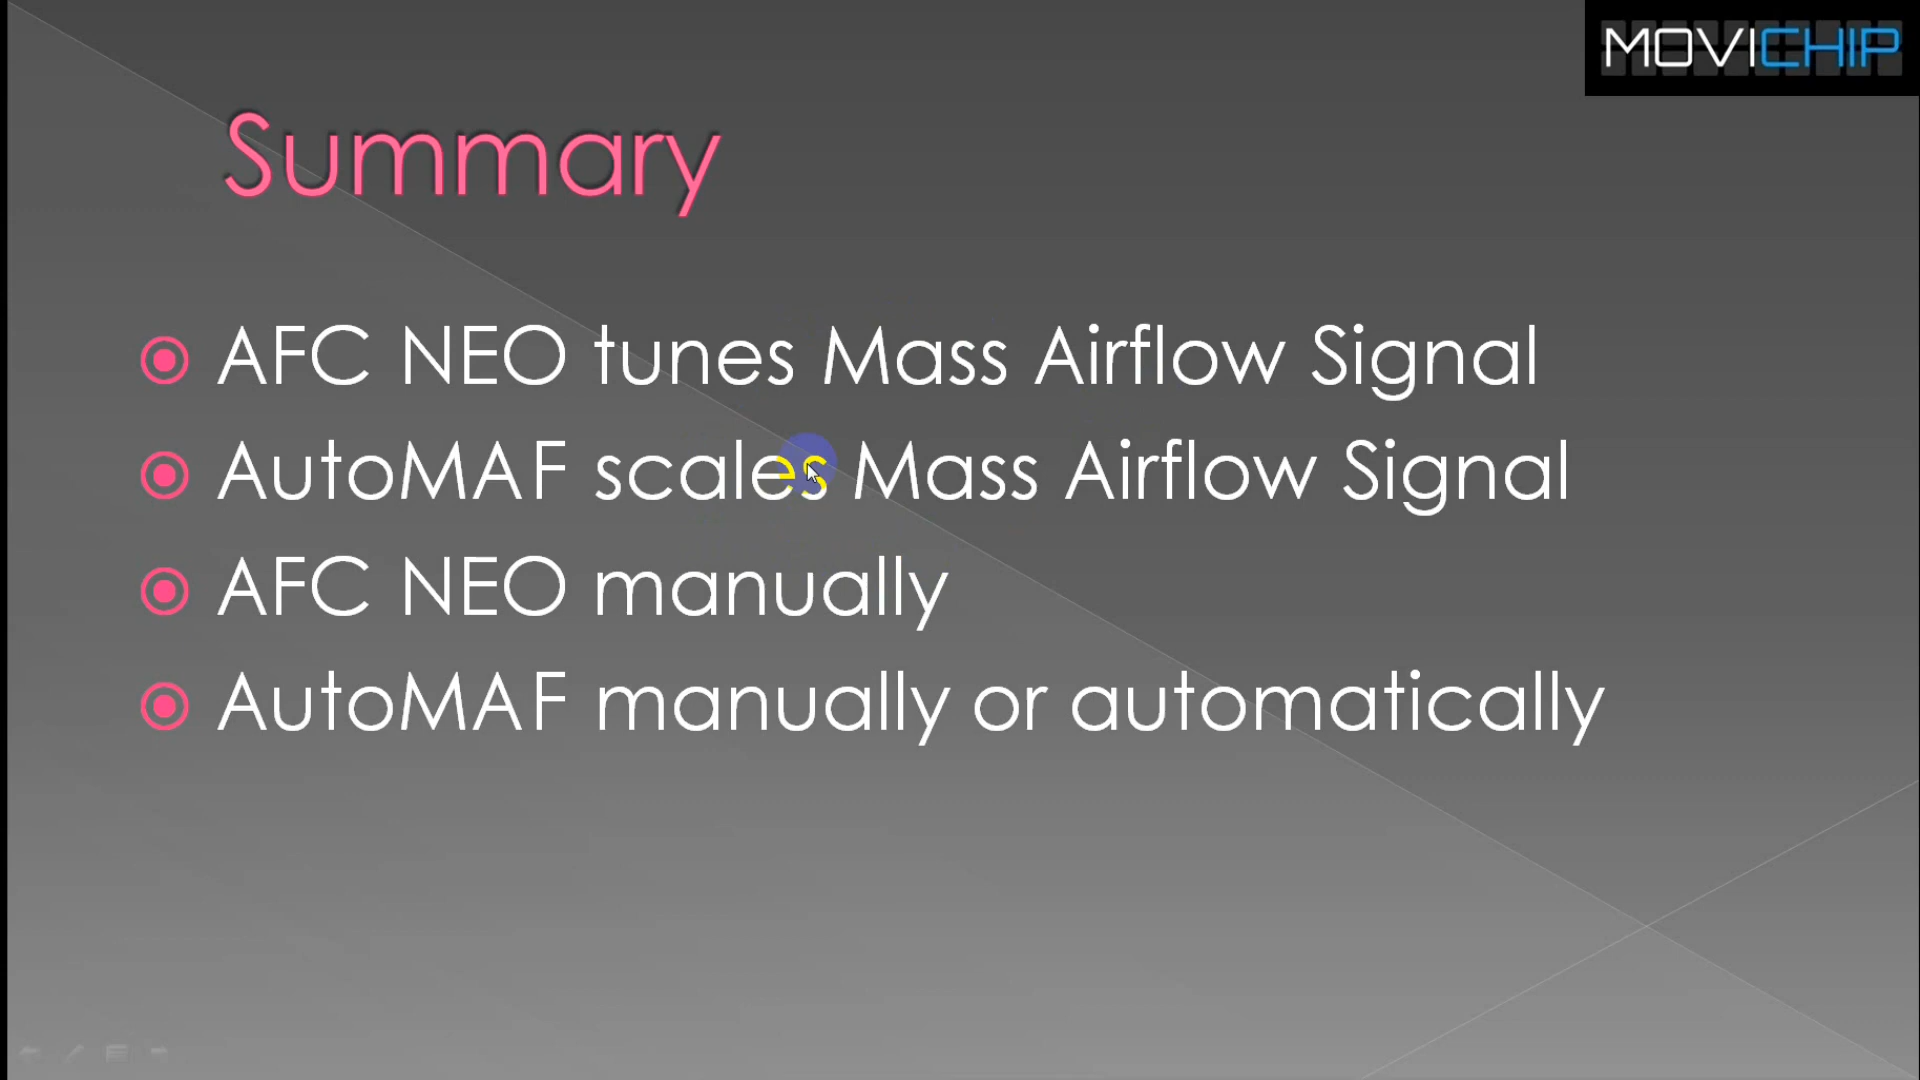 MOVICHIP
Summary
AFC NEO tunes Mass Airflow Signal
AutoMAF scales Mass Airflow Signal
AFC NEO manually
AutoMAF manually or automatically